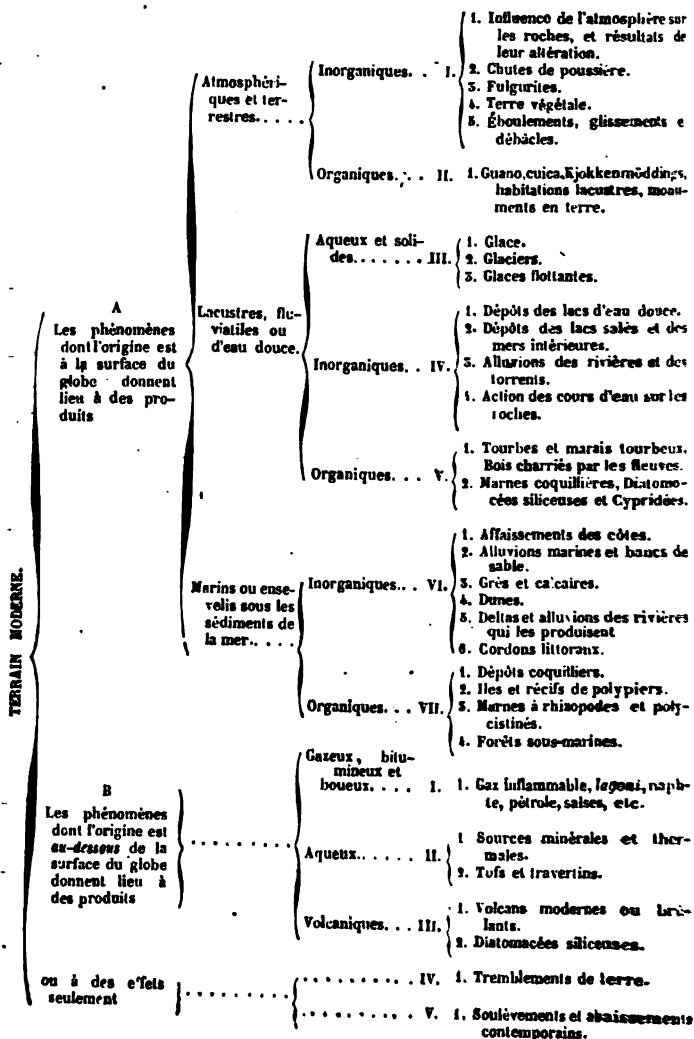 TERRAIN MODERNE.
A
Les phénomènes
dont l'origine est
à la surface du
globe donnent
lieu à des pro-
duits
Atmosphéri-
ques et ter-
restres.....
Inorganiques. . I.
1. Influence de l'atmosphère sur
les roches, et résultats de
leur altération.
2. Chutes de poussière.
3. Fulgurites.
4. Terre végétale.
5. Éboulements, glissements e
débâcles.
Organiques. . . II.
1. Guano, cuica, Kjokkenmöddings,
habitations lacustres, monu-
ments en terre.
Lacustres, flu-
viatiles ou
d'eau douce.
Aqueux et soli-
des....... III.
1. Glace.
2. Glaciers.
3. Glaces flottantes.
Inorganiques. . IV.
1. Dépôts des lacs d'eau douce.
2. Dépôts des lacs salés et des
mers intérieures.
3. Alluvions des rivières et des
torrents.
4. Action des cours d'eau sur les
roches.
Organiques. . . V.
1. Tourbes et marais tourbeux.
Bois charriés par les fleuves.
2. Marnes coquillières, Diatomo-
cées siliceuses et Cypridées.
Marins ou ense-
velis sous les
sédiments de
la mer.....
Inorganiques.. . VI.
1. Affaissements des côtes.
2. Alluvions marines et bancs de
sable.
3. Grès et calcaires.
4. Dunes.
5. Deltas et alluvions des rivières
qui les produisent
6. Cordons littoraux.
Organiques. . . VII.
1. Dépôts coquilliers.
2. Iles et récifs de polypiers.
3. Marnes à rhizopodes et poly-
cistinés.
4. Forêts sous-marines.
B
Les phénomènes
dont l'origine est
au-dessous de la
surface du globe
donnent lieu à
des produits
Gazeux, bitu-
mineux et
boueux.... I.
1. Gaz inflammable, lagoni, naph-
te, pétrole, salses, etc.
Aqueux...... II.
1 Sources minérales et ther-
males.
2. Tufs et travertins.
Volcaniques. . . III.
1. Volcans modernes ou brû-
lants.
2. Diatomacées siliceuses.
ou à des effets
seulement
IV. 1. Tremblements de terre.
V. 1. Soulèvements et abaissements
contemporains.